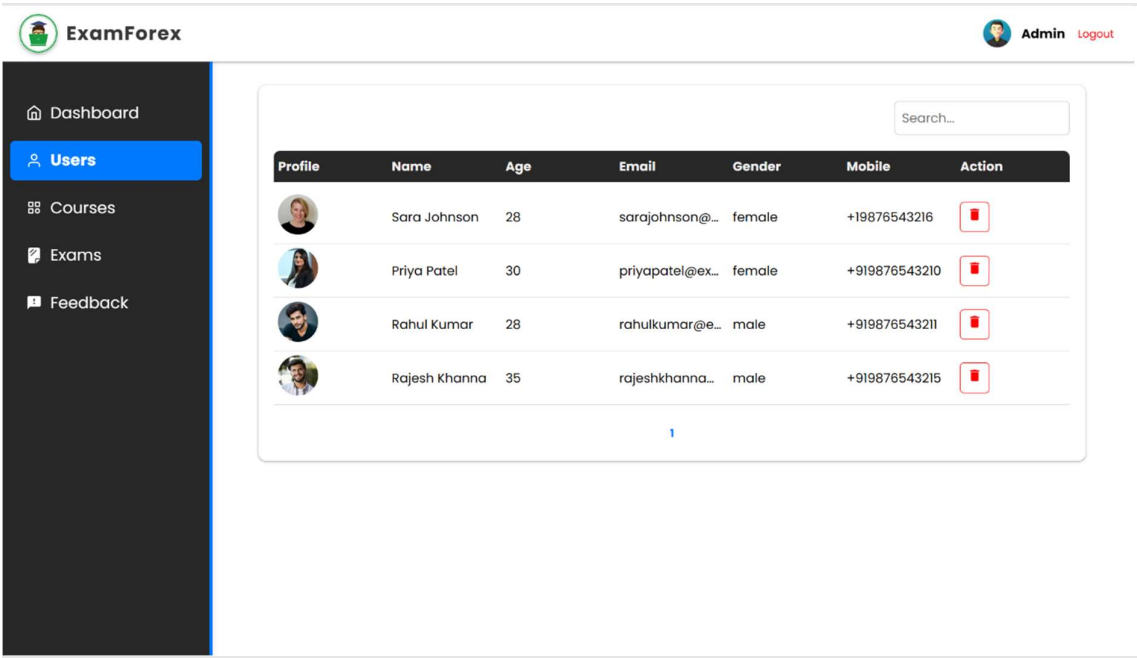 ExamForex
Admin Logout
Dashboard
Users
Courses
Exams
Feedback
Search...
Profile Name Age Email Gender Mobile Action
Sara Johnson 28 sarajohnson@... female +19876543216
Priya Patel 30 priyapatel@ex... female +919876543210
Rahul Kumar 28 rahulkumar@e... male +919876543211
Rajesh Khanna 35 rajeshkhanna... male +919876543215
1